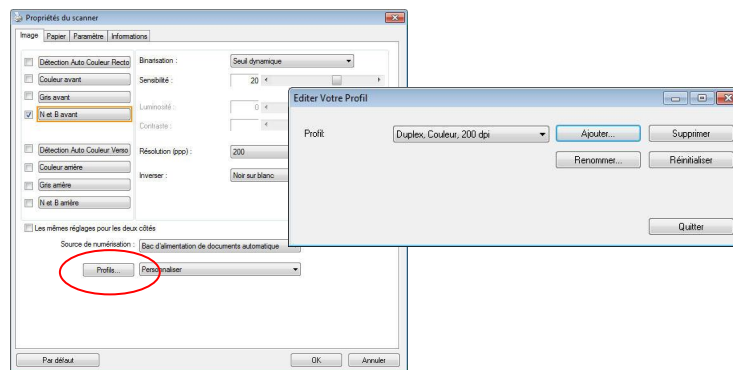 Propriétés du scanner
Image Papier Paramètre Informations
Détection Auto Couleur Recto
Couleur avant
Gris avant
N et B avant
Détection Auto Couleur Verso
Couleur arrière
Gris arrière
N et B arrière
Binarisation : Seuil dynamique
Sensibilité : 20
Luminosité : 0
Contraste :
Résolution (ppp) : 200
Inverser : Noir sur blanc
Les mêmes réglages pour les deux côtés
Source de numérisation : Bac d'alimentation de documents automatique
Profils... Personnaliser
Par défaut OK Annuler
Editer Votre Profil
Profil: Duplex, Couleur, 200 dpi Ajouter... Supprimer
Renommer... Réinitialiser
Quitter